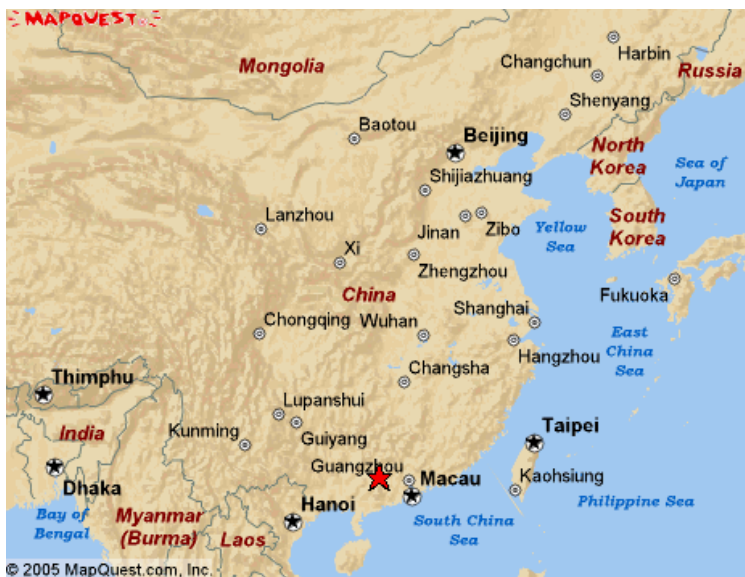 MAPQUEST.
Harbin
Changchun
Mongolia
Russia
Shenyang
Baotou
Beijing
North
Korea
Sea of
Japan
Shijiazhuang
Lanzhou
Jinan
Zibo
South
Korea
Yellow
Sea
Xi
Zhengzhou
China
Fukuoka
Shanghai
Chongqing
Wuhan
East
China
Sea
Hangzhou
Changsha
Thimphu
Lupanshui
India
Kunming
Guiyang
Taipei
Guangzhou
Macau
Kaohsiung
Dhaka
Hanoi
Philippine Sea
Bay of
Bengal
Myanmar
(Burma)
Laos
South China
Sea
© 2005 MapQuest.com, Inc.